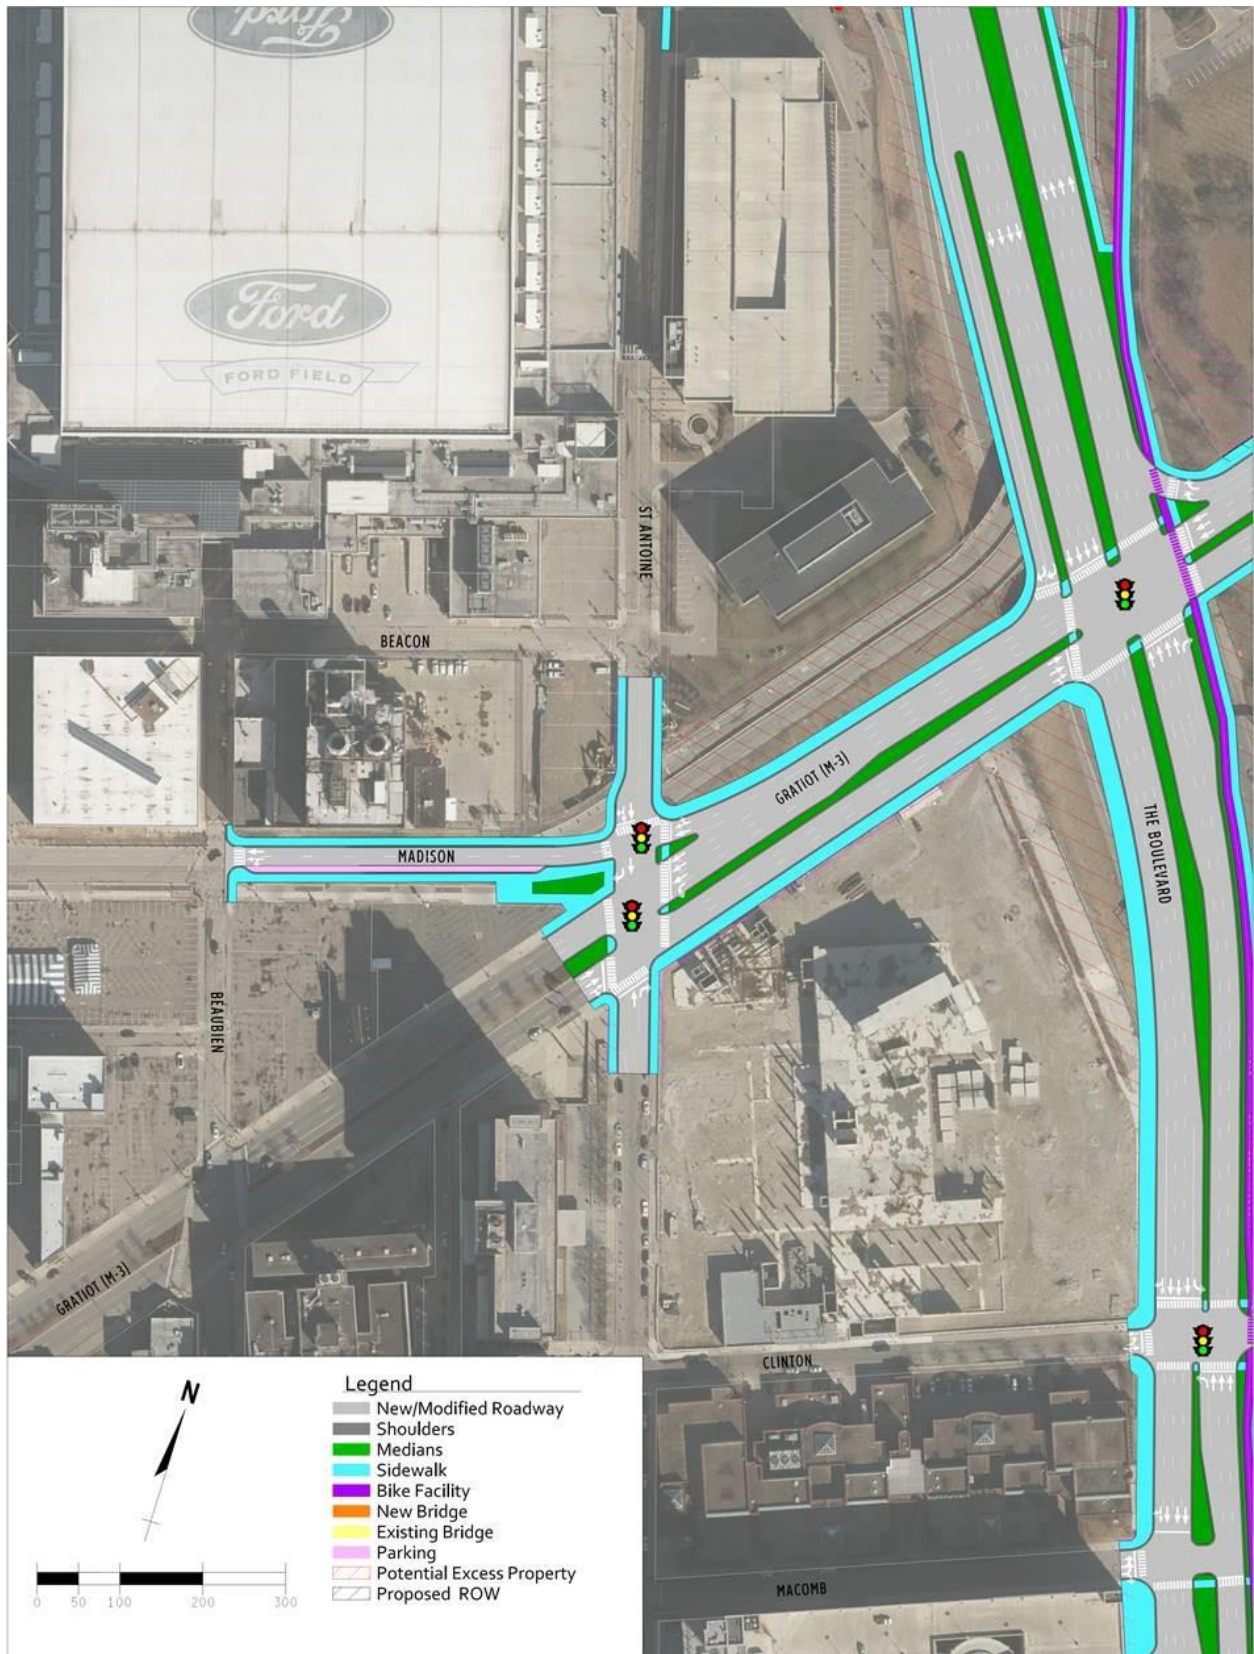 Ford
Ford
FORD FIELD
ST ANTOINE
BEACON
GRATIOT (M-3)
MADISON
THE BOULEVARD
BEAUBIEN
GRATIOT (M-3)
CLINTON
MACOMB
N
0 50 100 200 300
Legend
New/Modified Roadway
Shoulders
Medians
Sidewalk
Bike Facility
New Bridge
Existing Bridge
Parking
Potential Excess Property
Proposed ROW